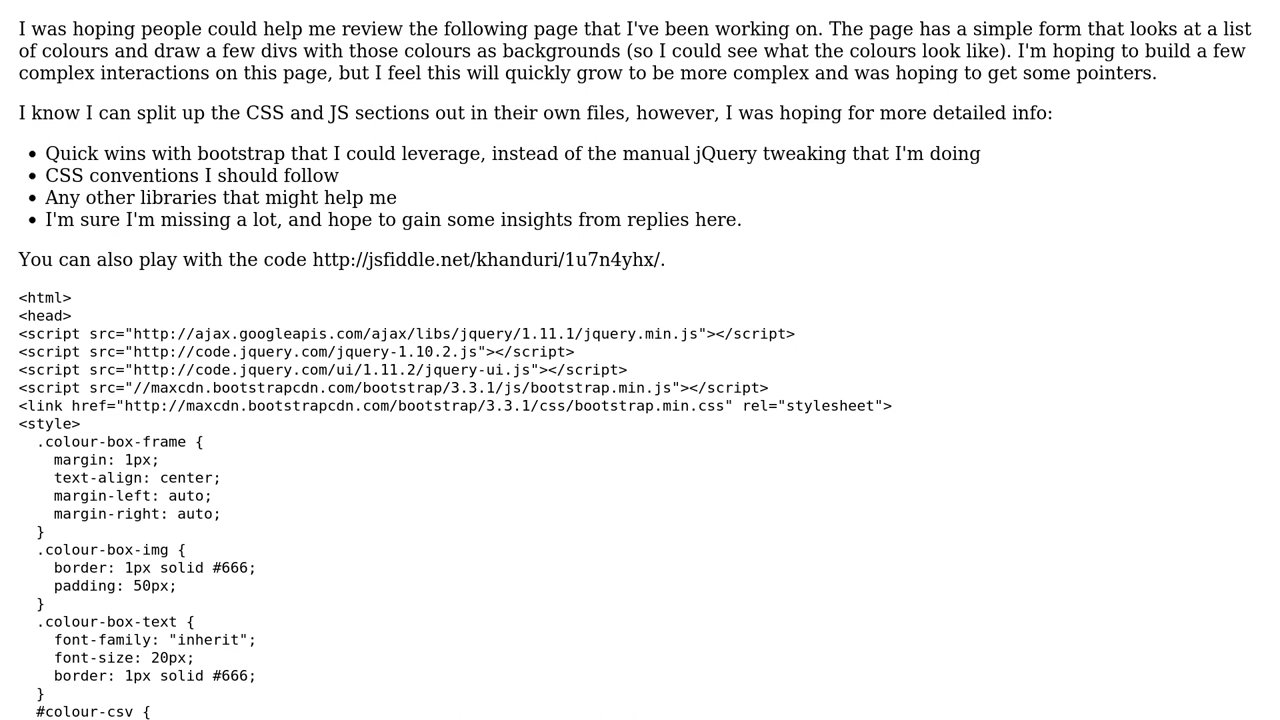 I was hoping people could help me review the following page that I've been working on. The page has a simple form that looks at a list
of colours and draw a few divs with those colours as backgrounds (so I could see what the colours look like). I'm hoping to build a few
complex interactions on this page, but I feel this will quickly grow to be more complex and was hoping to get some pointers.
I know I can split up the CSS and JS sections out in their own files, however, I was hoping for more detailed info:
• Quick wins with bootstrap that I could leverage, instead of the manual jQuery tweaking that I'm doing
• CSS conventions I should follow
• Any other libraries that might help me
• I'm sure I'm missing a lot, and hope to gain some insights from replies here.
You can also play with the code http://jsfiddle.net/khanduri/1u7n4yhx/.
<html>
<head>
<script src="http://ajax.googleapis.com/ajax/libs/jquery/1.11.1/jquery.min.js"></script>
<script src="http://code.jquery.com/jquery-1.10.2.js"></script>
<script src="http://code.jquery.com/ui/1.11.2/jquery-ui.js"></script>
<script src="//maxcdn.bootstrapcdn.com/bootstrap/3.3.1/js/bootstrap.min.js"></script>
<link href="http://maxcdn.bootstrapcdn.com/bootstrap/3.3.1/css/bootstrap.min.css" rel="stylesheet">
<style>
  .colour-box-frame {
    margin: 1px;
    text-align: center;
    margin-left: auto;
    margin-right: auto;
  }
  .colour-box-img {
    border: 1px solid #666;
    padding: 50px;
  }
  .colour-box-text {
    font-family: "inherit";
    font-size: 20px;
    border: 1px solid #666;
  }
  #colour-csv {